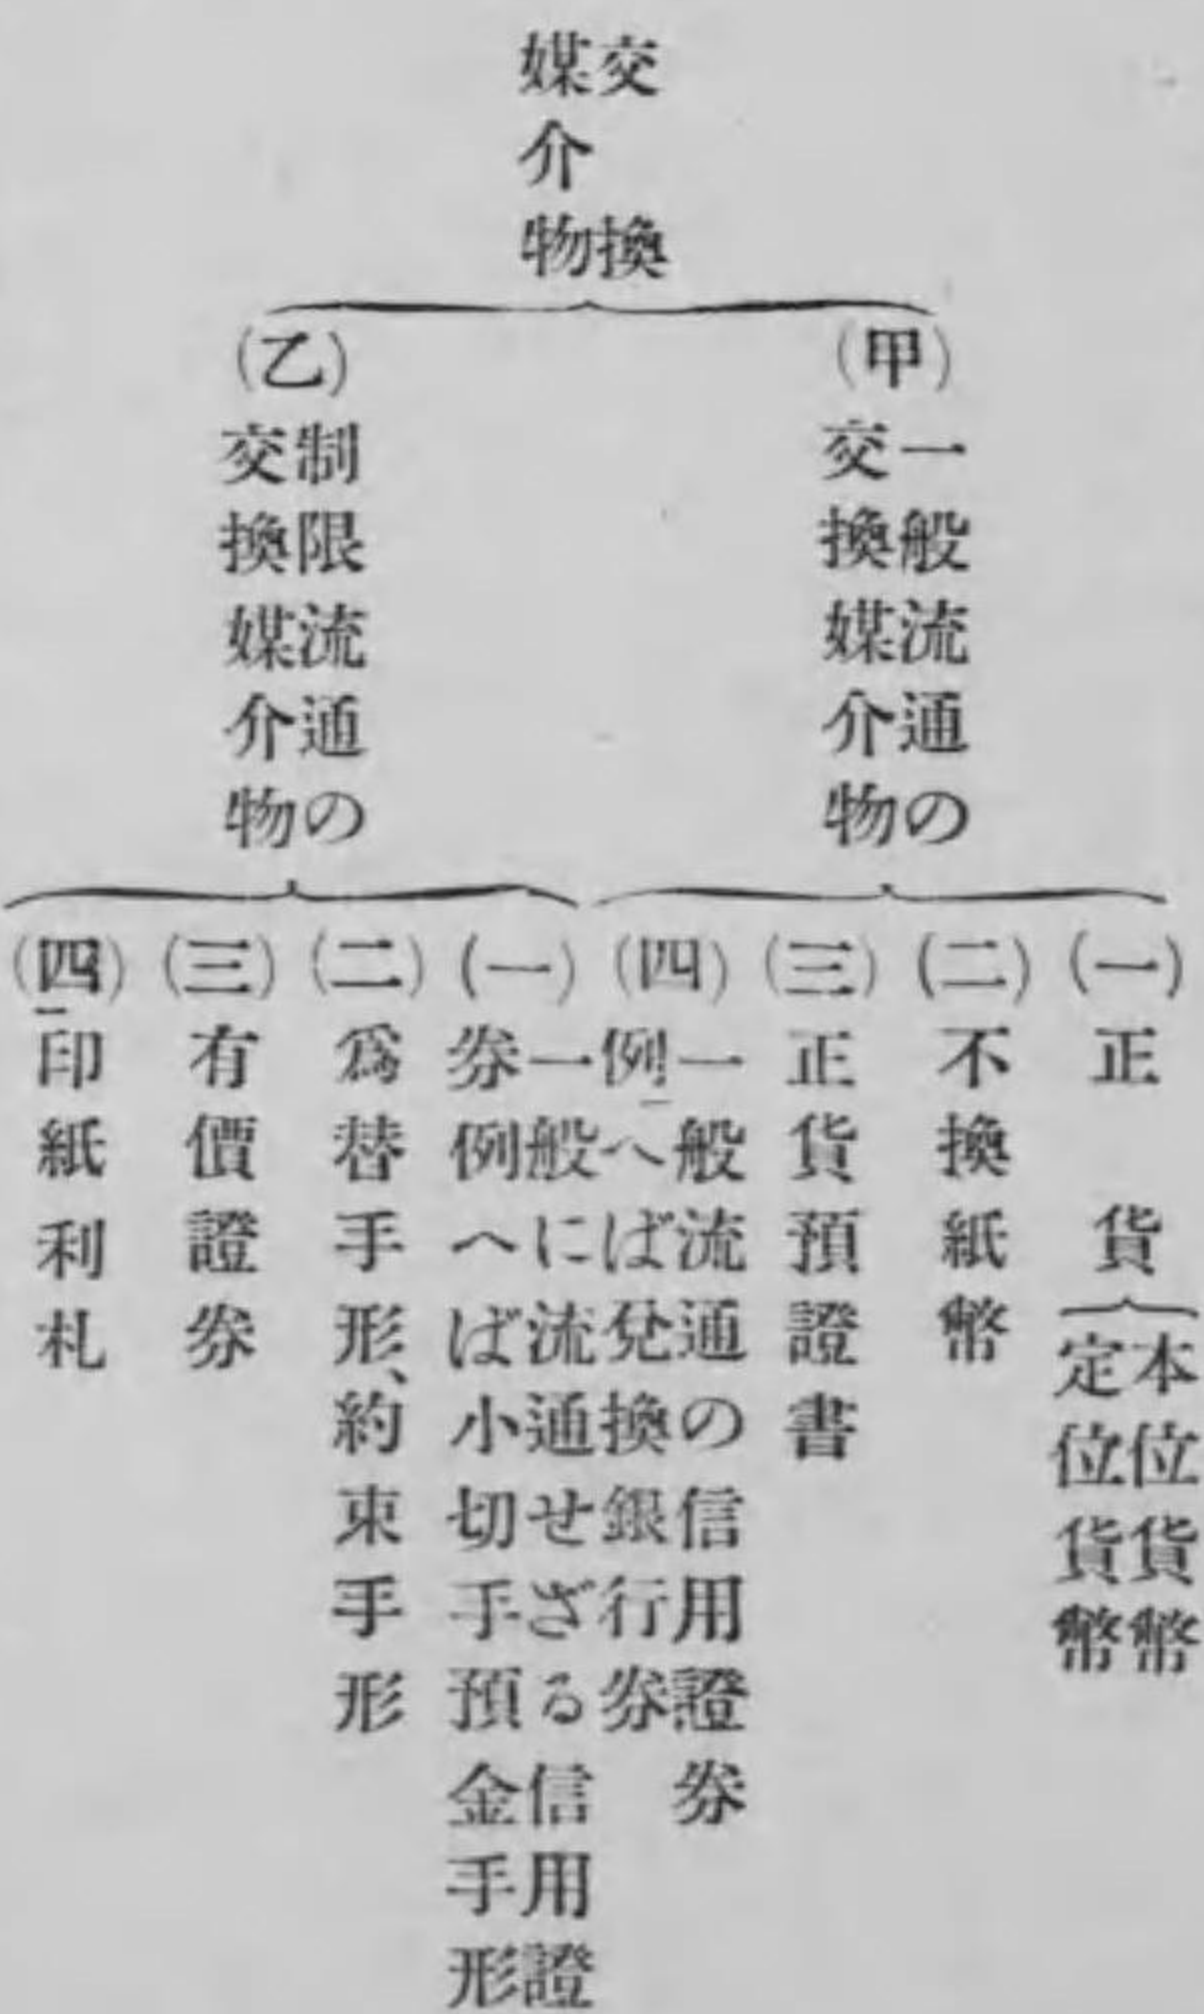 交換
媒介物
(甲)
一般流通の
交換媒介物
(一)
正貨
本位貨幣
定位貨幣
(二)
不換紙幣
(三)
正貨預證書
(四)
一般流通の信用證券
例へば兌換銀行券
(乙)
制限流通の
交換媒介物
(一)
一般には流通せざる信用證
券例へば小切手預金手形
(二)
爲替手形、約束手形
(三)
有價證券
(四)
印紙利札